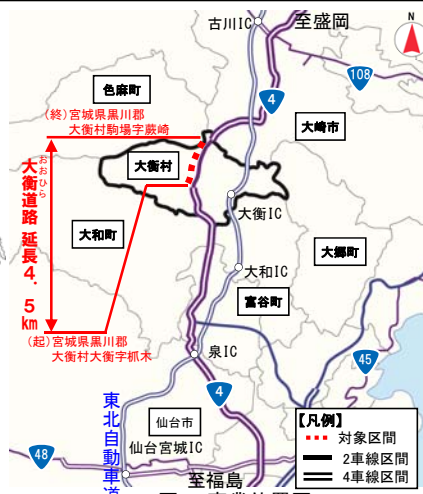 古川IC
至盛岡
N
108
色麻町
4
(終)宮城県黒川郡
大衡村駒場字蕨崎
大崎市
大衡村
おおひら
大衡道路 延長4.5km
大衡IC
大和町
大郷町
大和IC
富谷町
(起)宮城県黒川郡
大衡村大衡字枛木
泉IC
45
4
東北自動車道
仙台市
仙台宮城IC
48
至福島
【凡例】
対象区間
2車線区間
4車線区間